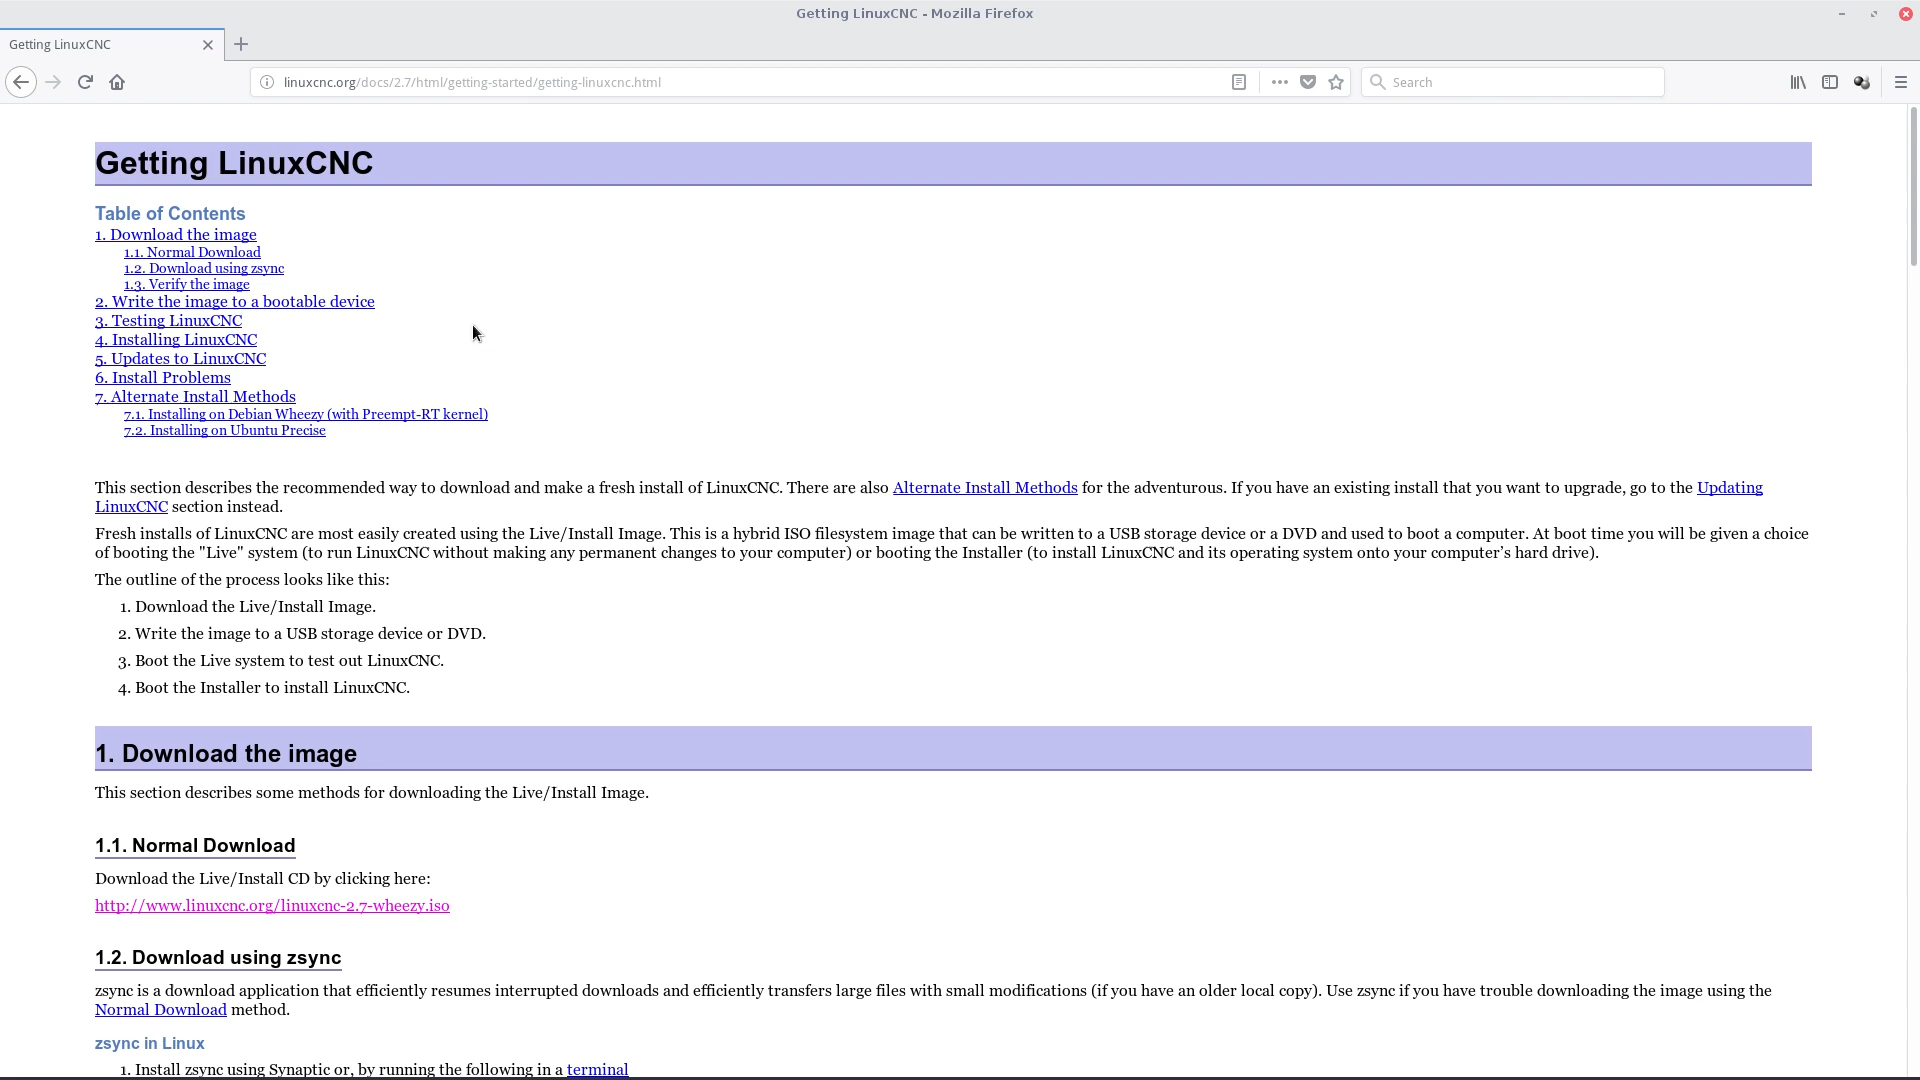 Getting LinuxCNC - Mozilla Firefox
Getting LinuxCNC
linuxcnc.org/docs/2.7/html/getting-started/getting-linuxcnc.html
Search
Getting LinuxCNC
Table of Contents
1. Download the image
1.1. Normal Download
1.2. Download using zsync
1.3. Verify the image
2. Write the image to a bootable device
3. Testing LinuxCNC
4. Installing LinuxCNC
5. Updates to LinuxCNC
6. Install Problems
7. Alternate Install Methods
7.1. Installing on Debian Wheezy (with Preempt-RT kernel)
7.2. Installing on Ubuntu Precise
This section describes the recommended way to download and make a fresh install of LinuxCNC. There are also Alternate Install Methods for the adventurous. If you have an existing install that you want to upgrade, go to the Updating
LinuxCNC section instead.
Fresh installs of LinuxCNC are most easily created using the Live/Install Image. This is a hybrid ISO filesystem image that can be written to a USB storage device or a DVD and used to boot a computer. At boot time you will be given a choice
of booting the "Live" system (to run LinuxCNC without making any permanent changes to your computer) or booting the Installer (to install LinuxCNC and its operating system onto your computer’s hard drive).
The outline of the process looks like this:
1. Download the Live/Install Image.
2. Write the image to a USB storage device or DVD.
3. Boot the Live system to test out LinuxCNC.
4. Boot the Installer to install LinuxCNC.
1. Download the image
This section describes some methods for downloading the Live/Install Image.
1.1. Normal Download
Download the Live/Install CD by clicking here:
http://www.linuxcnc.org/linuxcnc-2.7-wheezy.iso
1.2. Download using zsync
zsync is a download application that efficiently resumes interrupted downloads and efficiently transfers large files with small modifications (if you have an older local copy). Use zsync if you have trouble downloading the image using the
Normal Download method.
zsync in Linux
1. Install zsync using Synaptic or, by running the following in a terminal